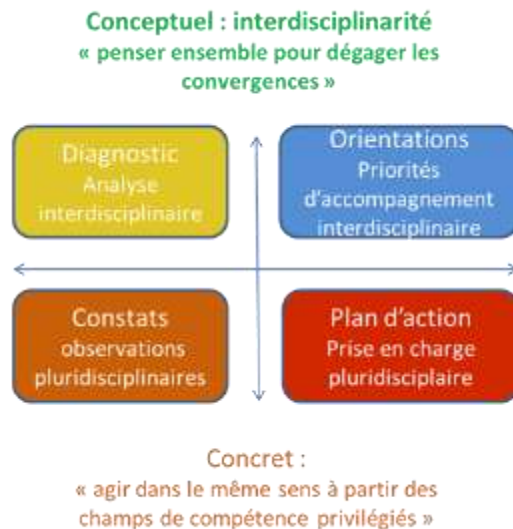 Conceptuel : interdisciplinarité
« penser ensemble pour dégager les
convergences »
Diagnostic
Analyse
interdisciplinaire
Orientations
Priorités
d'accompagnement
interdisciplinaire
Constats
observations
pluridisciplinaires
Plan d'action
Prise en charge
pluridisciplaire
Concret :
« agir dans le même sens à partir des
champs de compétence privilégiés »